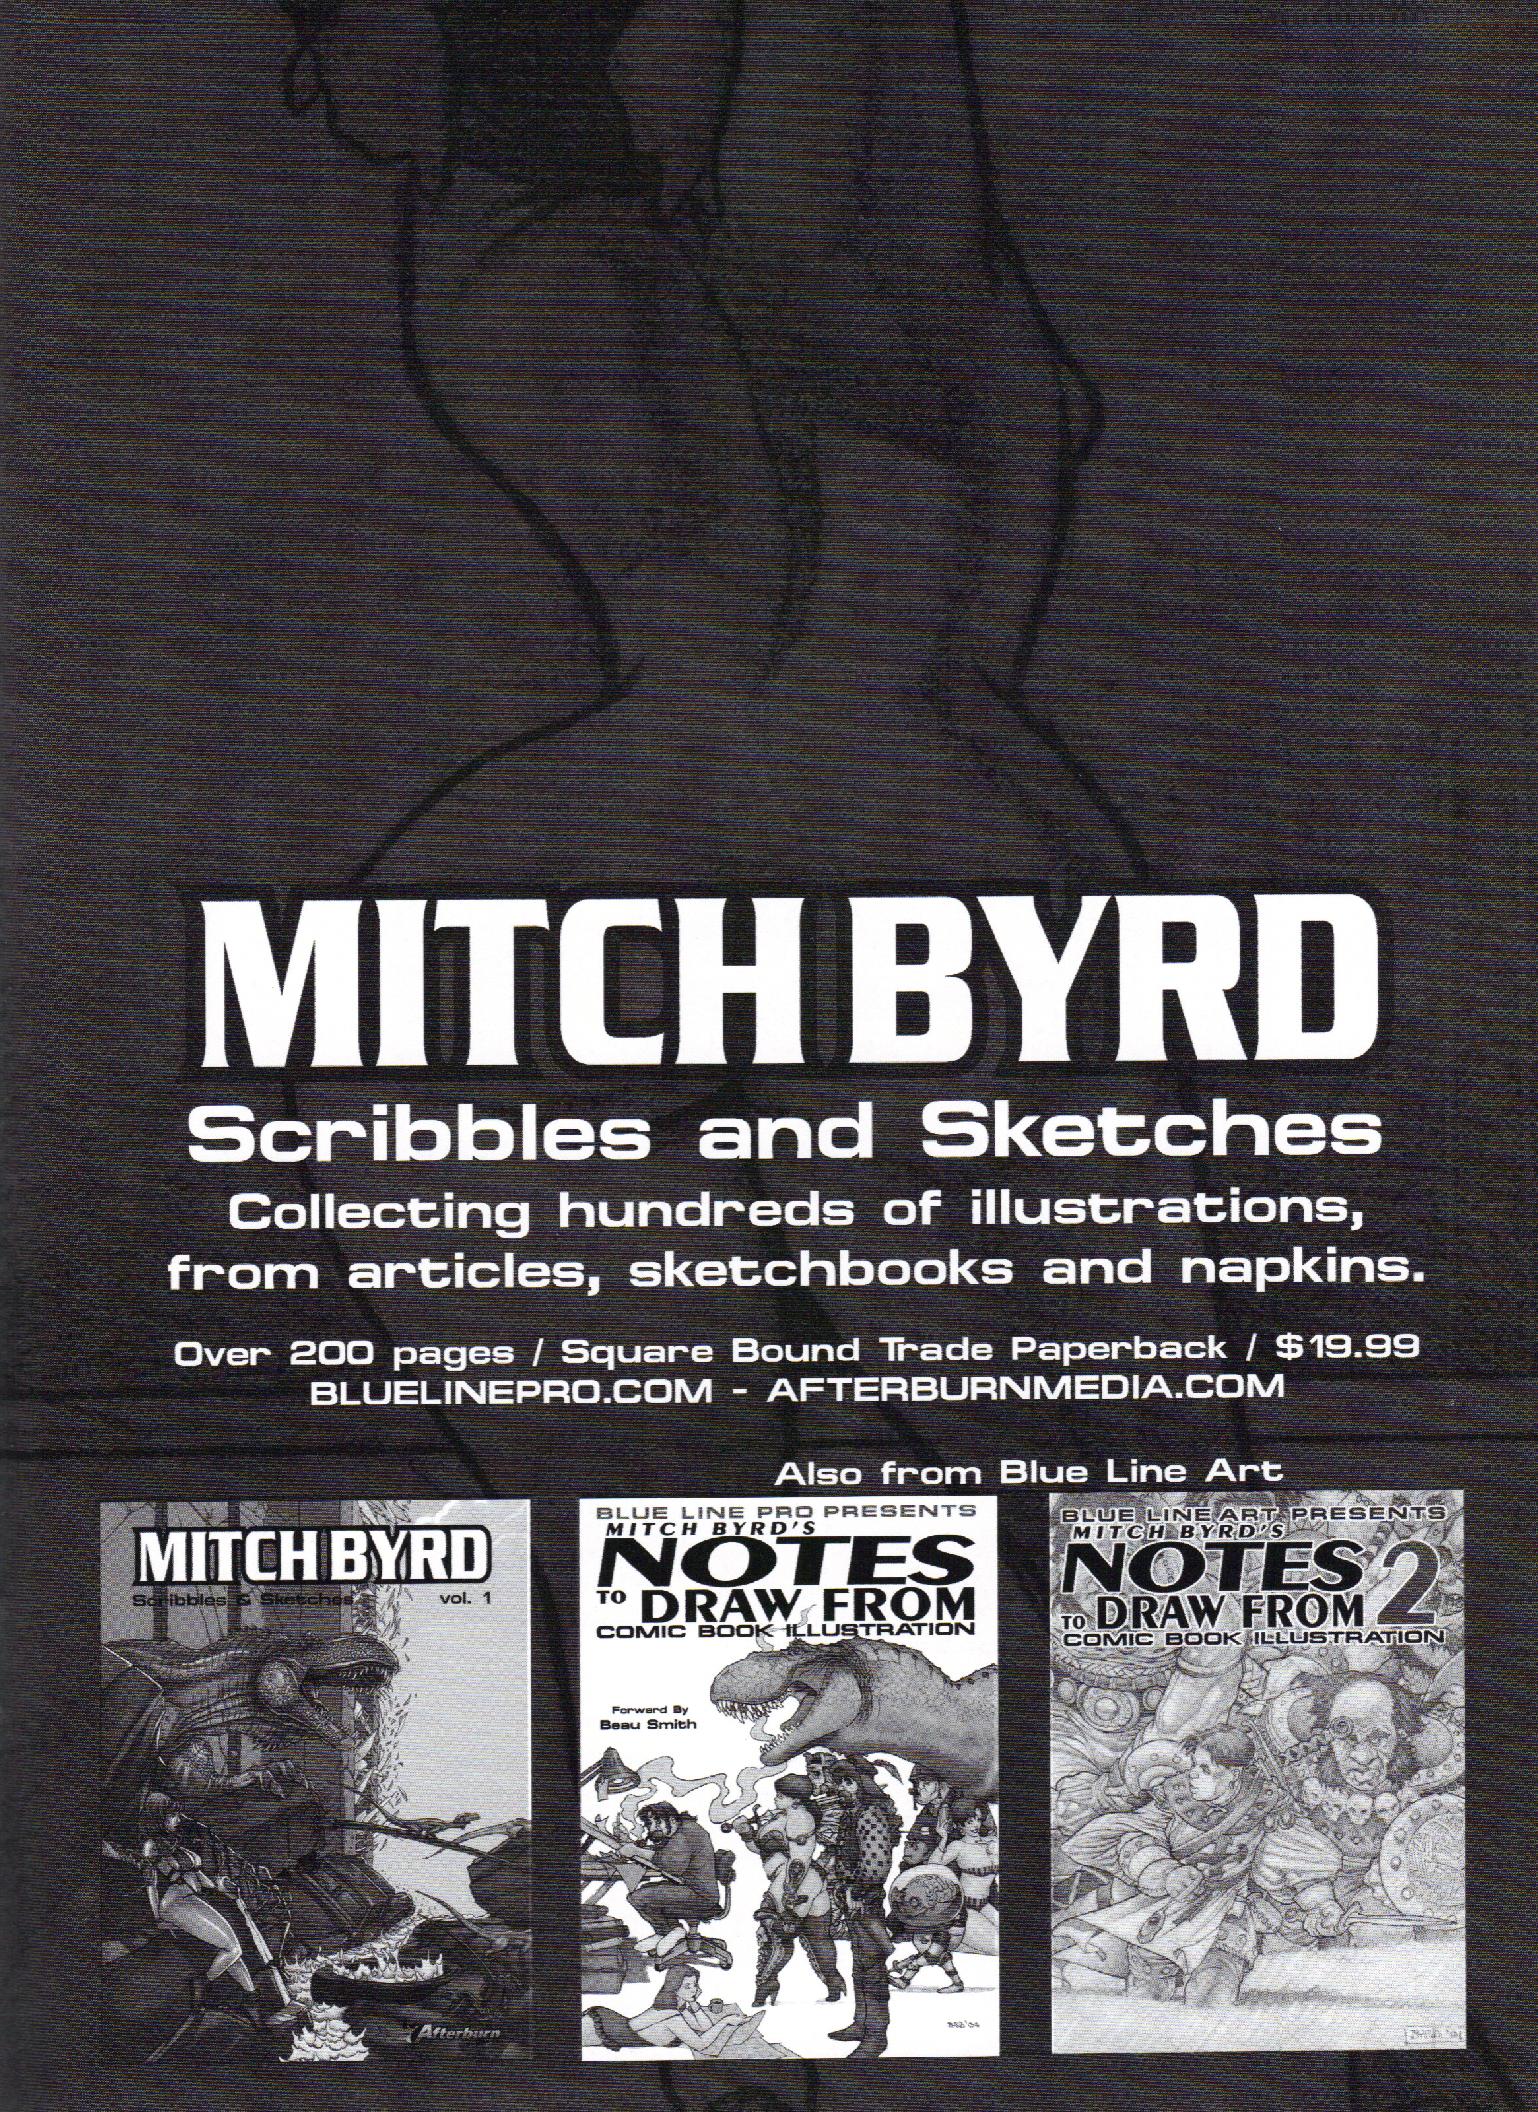 MITCH BYRD
Scribbles and Sketches
Collecting hundreds of illustrations,
from articles, sketchbooks and napkins.
Over 200 pages / Square Bound Trade Paperback / $19.99
BLUELINEPRO.COM - AFTERBURNMEDIA.COM
Also from Blue Line Art
MITCH BYRD
Scribbles & Sketches vol. 1
Afterburn
BLUE LINE PRO PRESENTS
MITCH BYRD'S
NOTES
TO DRAW FROM
COMIC BOOK ILLUSTRATION
Forward By
Beau Smith
BLUE LINE ART PRESENTS
MITCH BYRD'S
NOTES 2
TO DRAW FROM
COMIC BOOK ILLUSTRATION